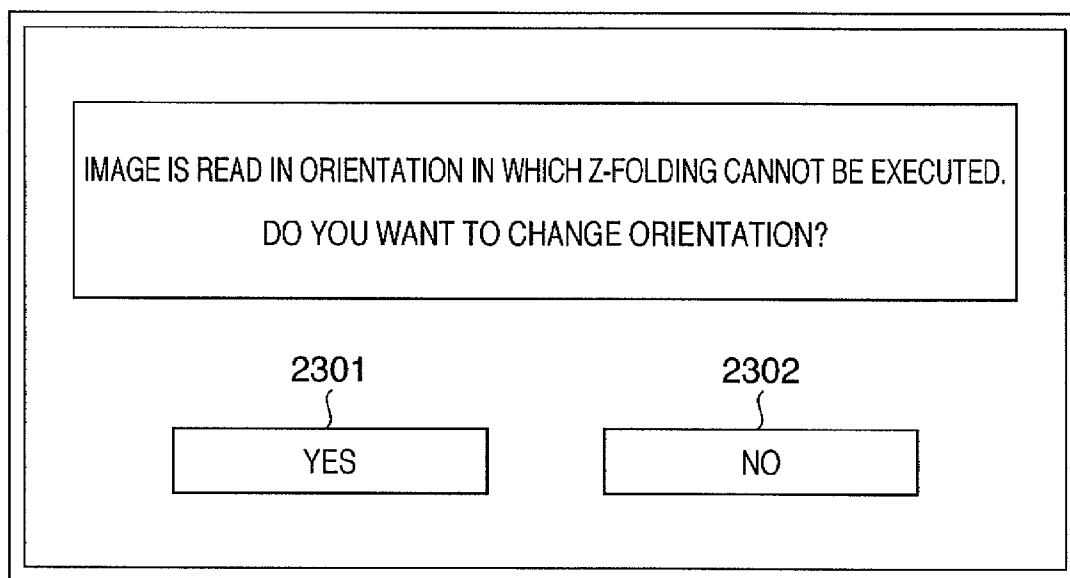 IMAGE IS READ IN ORIENTATION IN WHICH Z-FOLDING CANNOT BE EXECUTED.
DO YOU WANT TO CHANGE ORIENTATION?
2301 2302
YES NO